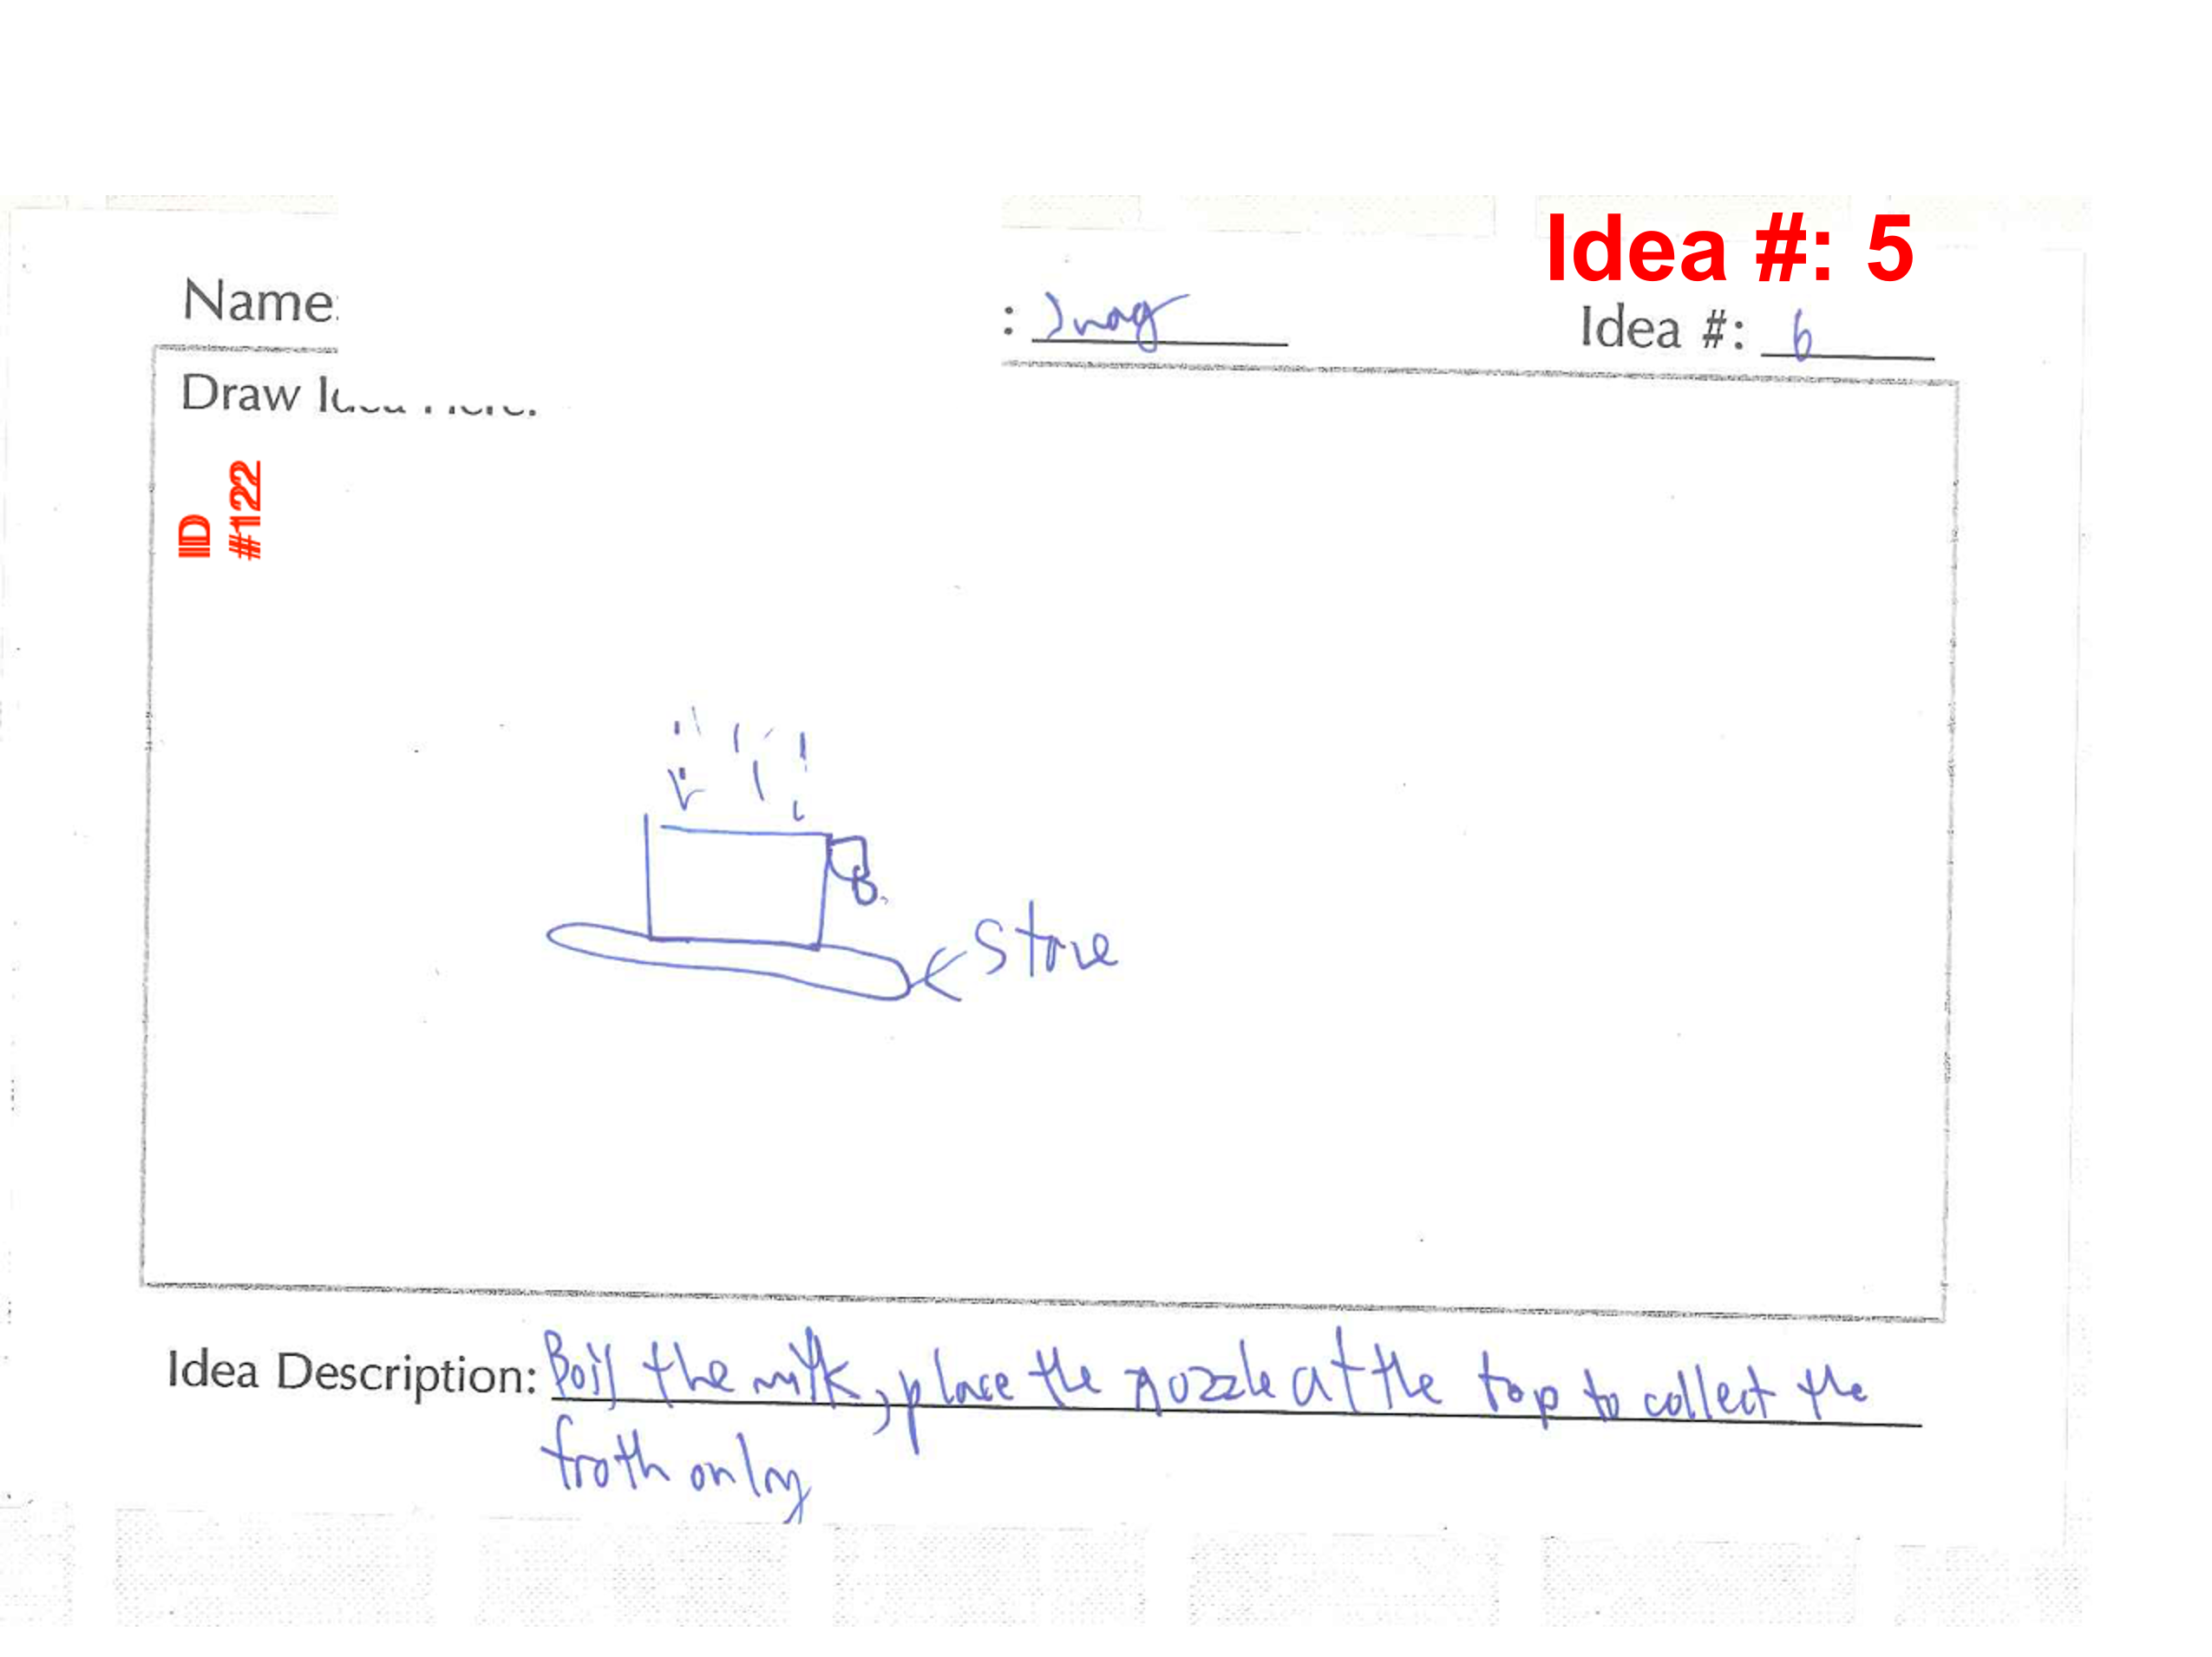 Idea #: 5
Name:
Idea #: 6
Draw Idea Here:
ID
#122
Stove
Idea Description: Boil the milk, place the nozzle at the top to collect the
froth only